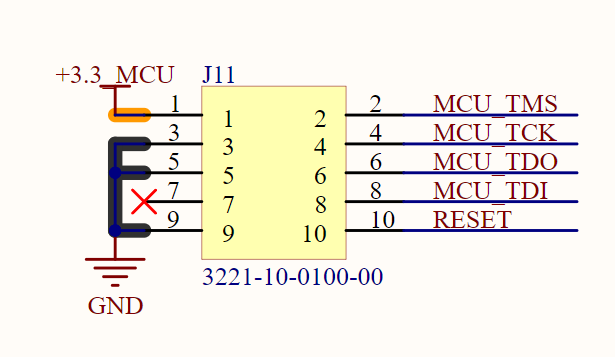 +3.3_MCU J11
1 1 2 2 MCU_TMS
3 3 4 4 MCU_TCK
5 5 6 6 MCU_TDO
7 7 8 8 MCU_TDI
9 9 10 10 RESET
3221-10-0100-00
GND